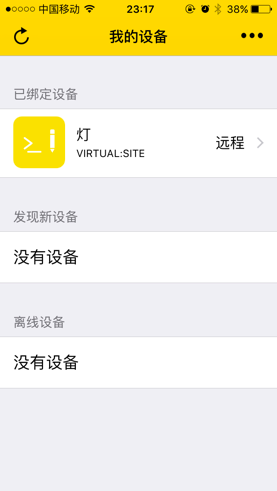 中国移动 23:17 38%
我的设备
已绑定设备
灯
VIRTUAL:SITE
远程
发现新设备
没有设备
离线设备
没有设备